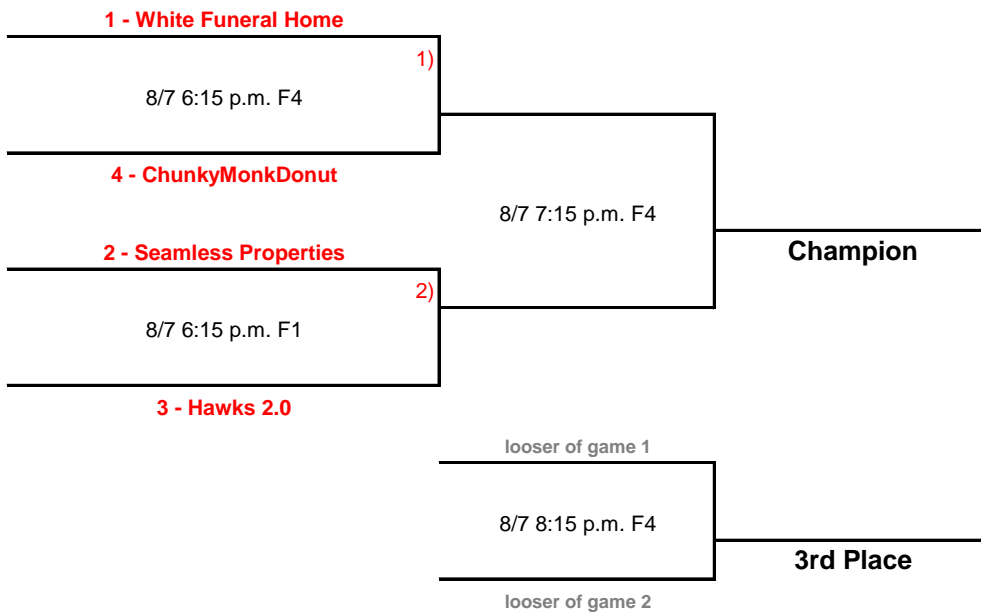 1 - White Funeral Home
1)
8/7 6:15 p.m. F4
4 - ChunkyMonkDonut
8/7 7:15 p.m. F4
2 - Seamless Properties
Champion
2)
8/7 6:15 p.m. F1
3 - Hawks 2.0
looser of game 1
8/7 8:15 p.m. F4
3rd Place
looser of game 2